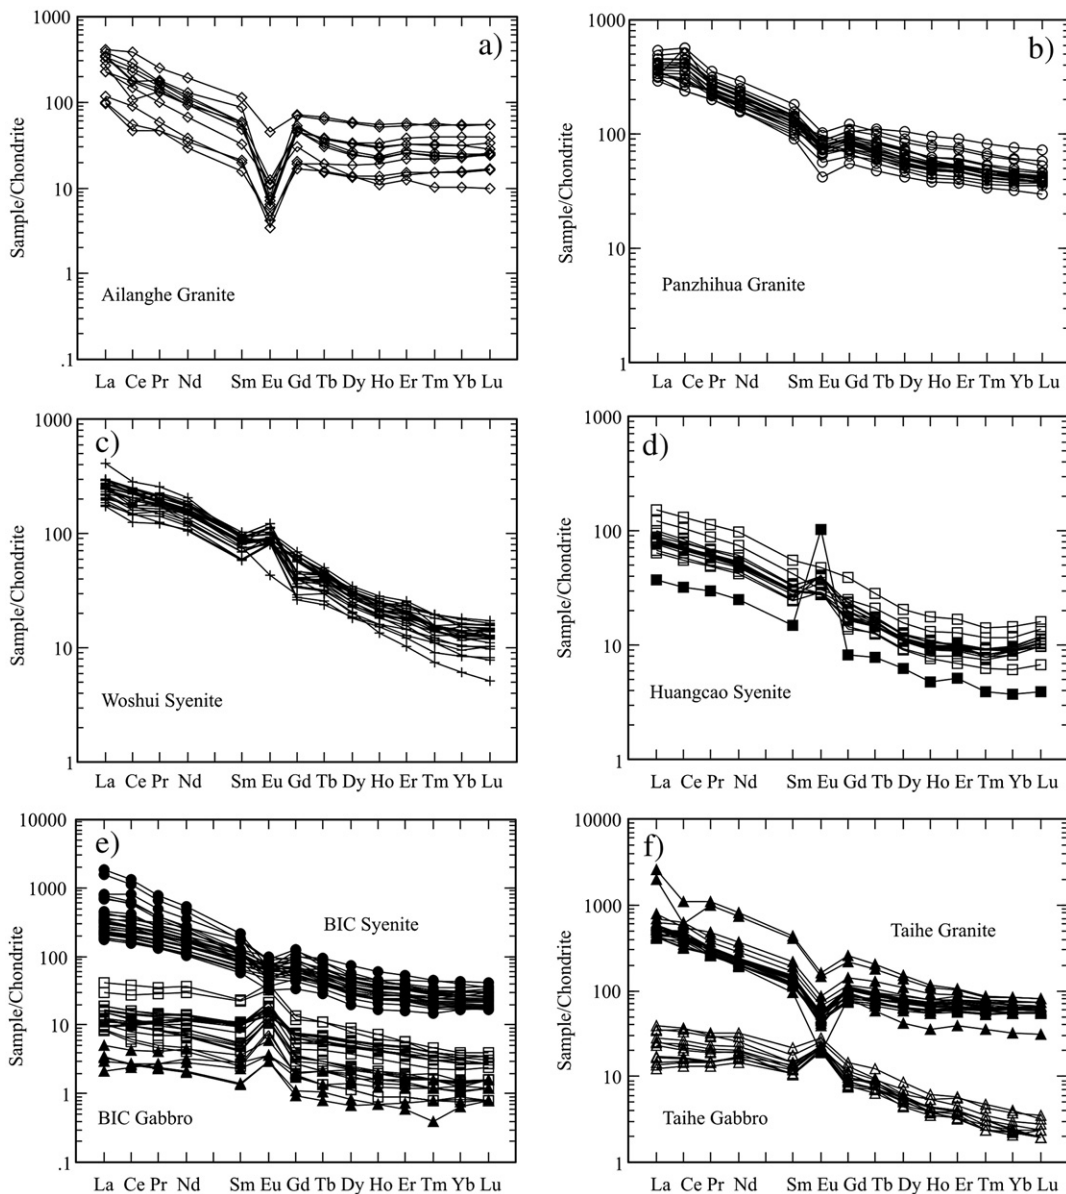 a)
1000
100
10
1
.1
Sample/Chondrite
Ailanghe Granite
La Ce Pr Nd Sm Eu Gd Tb Dy Ho Er Tm Yb Lu
b)
1000
100
10
1
Sample/Chondrite
Panzhihua Granite
La Ce Pr Nd Sm Eu Gd Tb Dy Ho Er Tm Yb Lu
c)
1000
100
10
1
Sample/Chondrite
Woshui Syenite
La Ce Pr Nd Sm Eu Gd Tb Dy Ho Er Tm Yb Lu
d)
1000
100
10
1
Sample/Chondrite
Huangcao Syenite
La Ce Pr Nd Sm Eu Gd Tb Dy Ho Er Tm Yb Lu
e)
10000
1000
100
10
1
.1
Sample/Chondrite
BIC Syenite
BIC Gabbro
La Ce Pr Nd Sm Eu Gd Tb Dy Ho Er Tm Yb Lu
f)
10000
1000
100
10
1
Sample/Chondrite
Taihe Granite
Taihe Gabbro
La Ce Pr Nd Sm Eu Gd Tb Dy Ho Er Tm Yb Lu